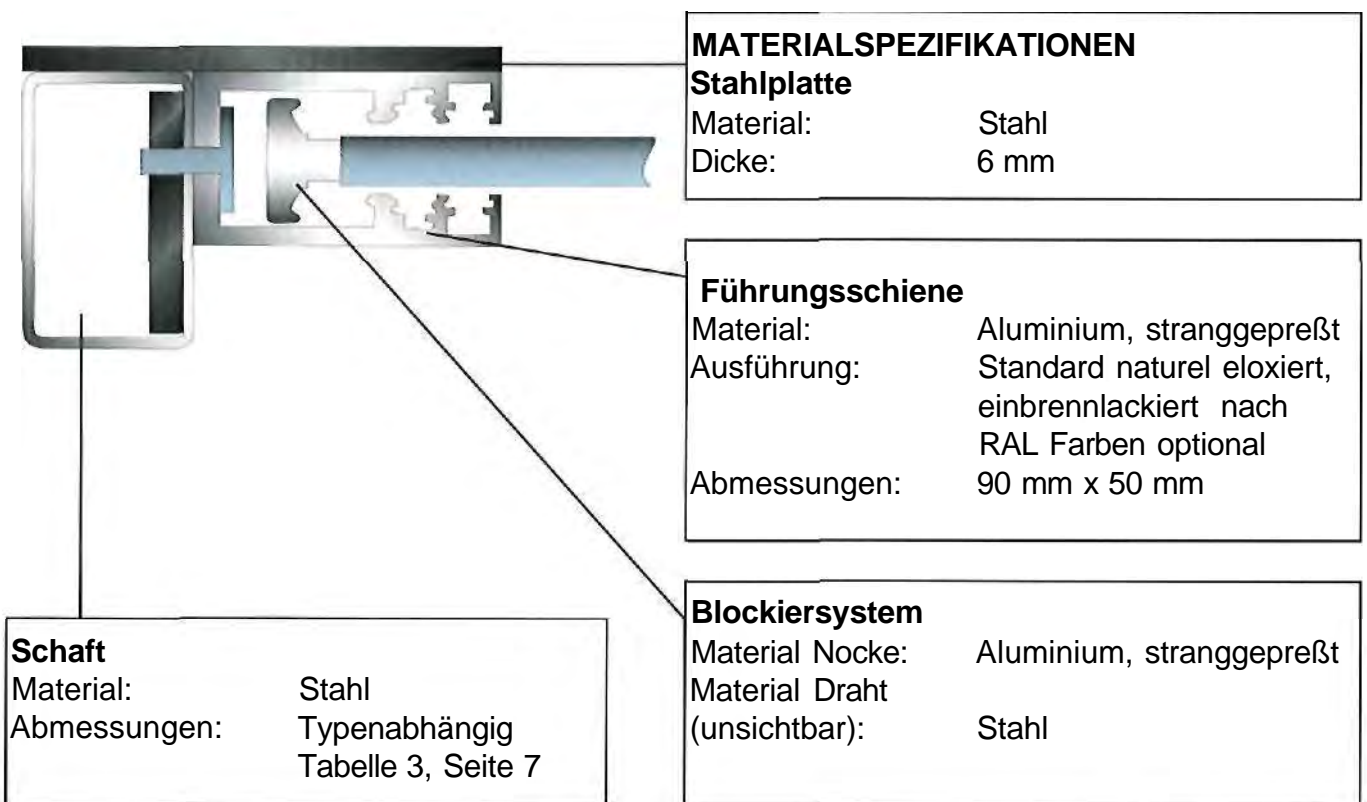 MATERIALSPEZIFIKATIONEN
Stahlplatte
Material: Stahl
Dicke: 6 mm
Führungsschiene
Material: Aluminium, stranggepreßt
Ausführung: Standard naturel eloxiert,
einbrennlackiert nach
RAL Farben optional
Abmessungen: 90 mm x 50 mm
Blockiersystem
Material Nocke: Aluminium, stranggepreßt
Material Draht
(unsichtbar): Stahl
Schaft
Material: Stahl
Abmessungen: Typenabhängig
Tabelle 3, Seite 7